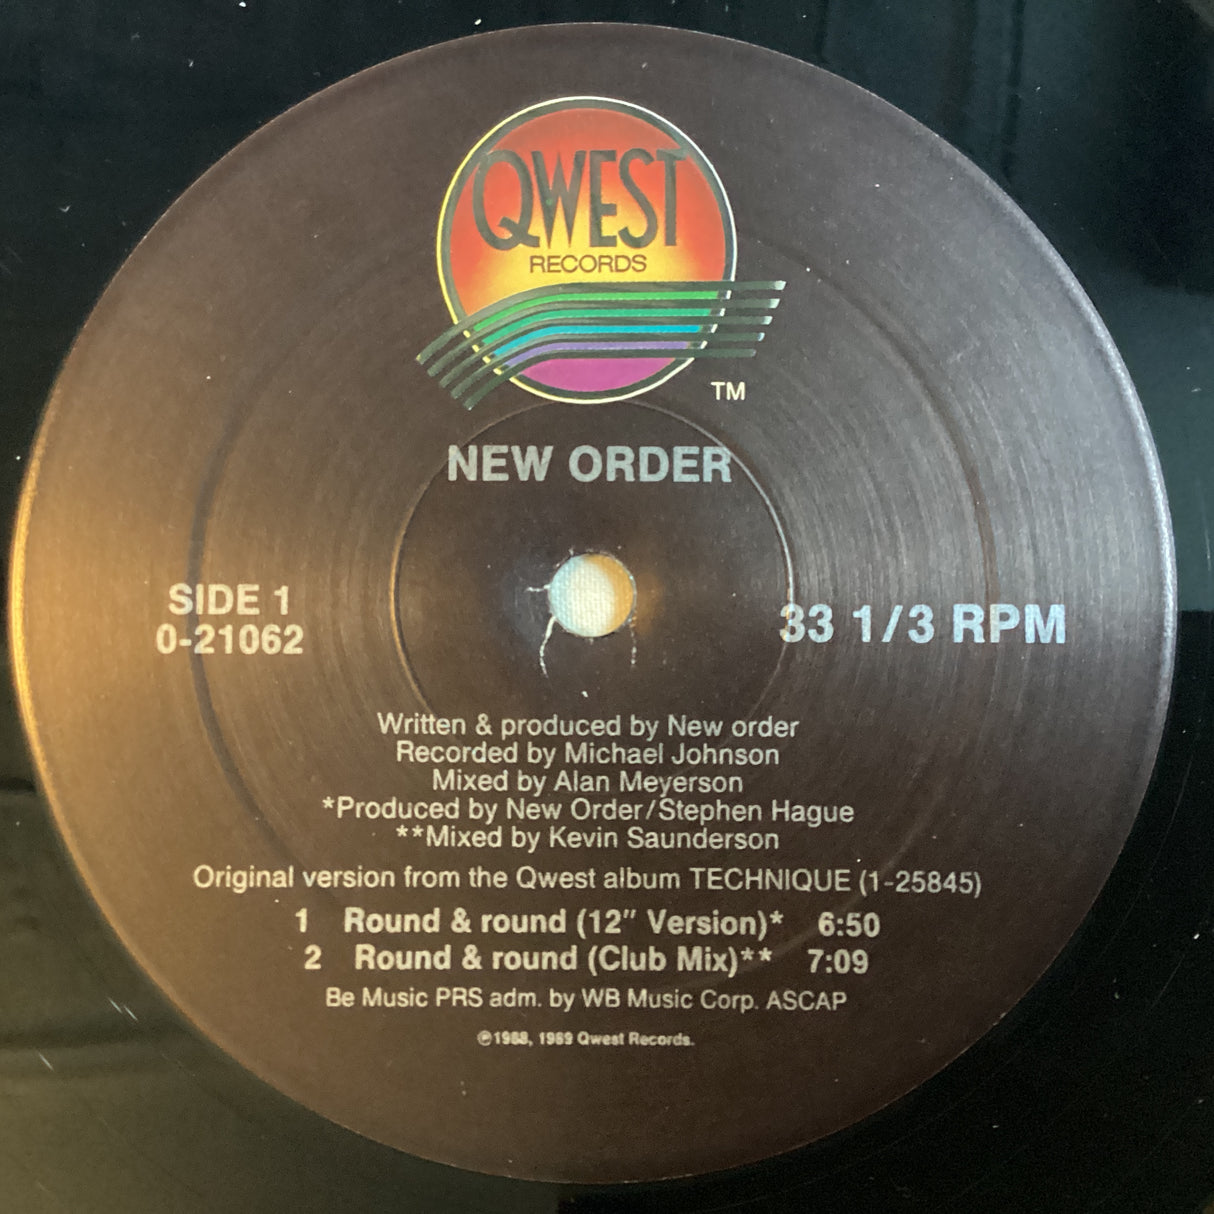 QWEST
RECORDS
TM
NEW ORDER
SIDE 1
0-21062
33 1/3 RPM
Written & produced by New order
Recorded by Michael Johnson
Mixed by Alan Meyerson
*Produced by New Order/Stephen Hague
**Mixed by Kevin Saunderson
Original version from the Qwest album TECHNIQUE (1-25845)
1 Round & round (12″ Version)* 6:50
2 Round & round (Club Mix)** 7:09
Be Music PRS adm. by WB Music Corp. ASCAP
℗1988, 1989 Qwest Records.